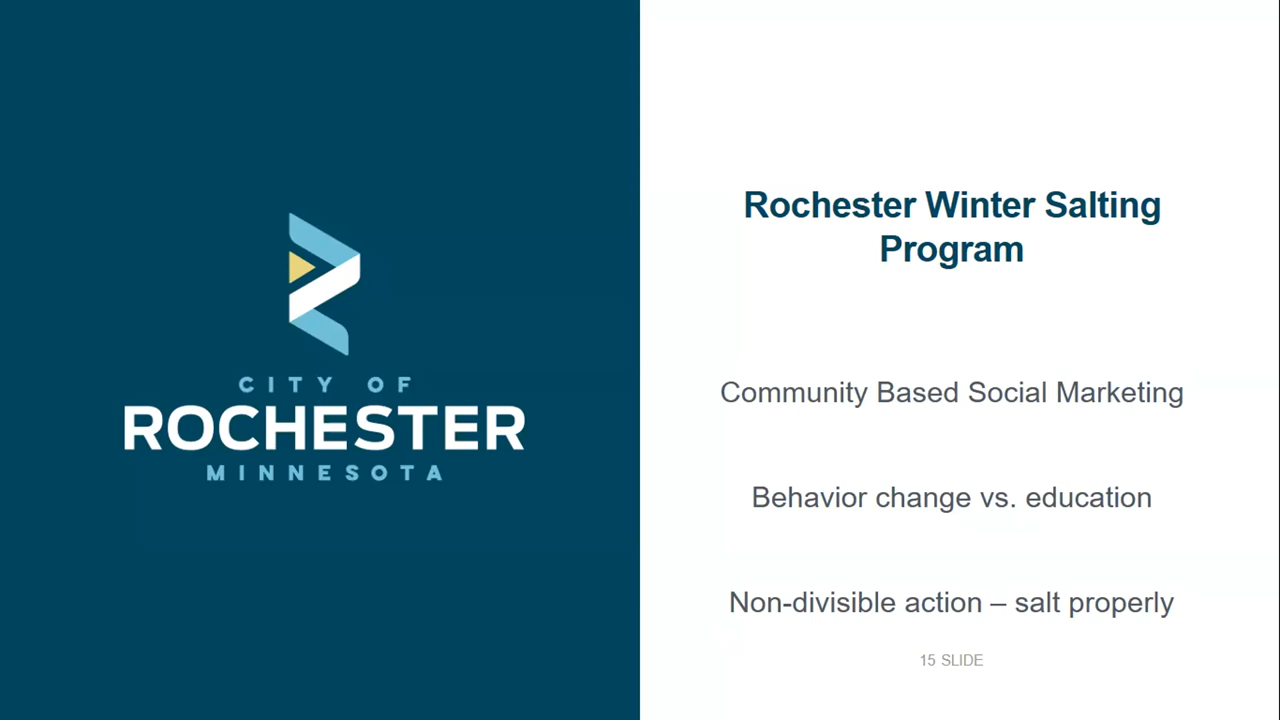 CITY OF
ROCHESTER
MINNESOTA
Rochester Winter Salting
Program
Community Based Social Marketing
Behavior change vs. education
Non-divisible action – salt properly
15 SLIDE